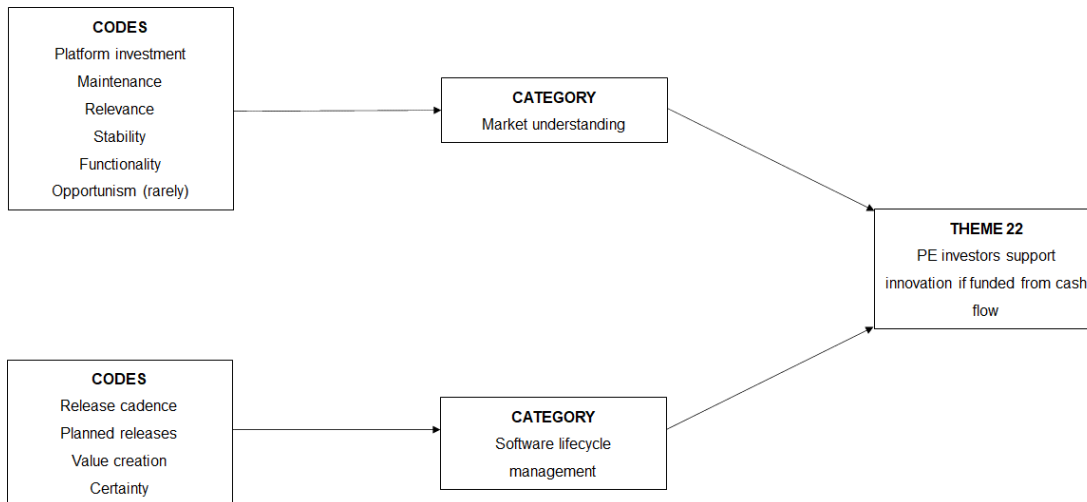 CODES
Platform investment
Maintenance
Relevance
Stability
Functionality
Opportunism (rarely)
CATEGORY
Market understanding
THEME 22
PE investors support
innovation if funded from cash
flow
CODES
Release cadence
Planned releases
Value creation
Certainty
CATEGORY
Software lifecycle
management